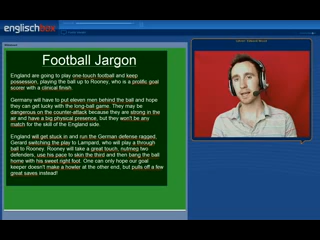 englischbox
Football Jargon
England are going to play one-touch football and keep
possession, playing the ball up to Rooney, who is a prolific goal
scorer with a clinical finish.
Germany will have to put eleven men behind the ball and hope
they can get lucky with the long-ball game. They may be
dangerous on the counter-attack because they are strong in
the air and have a big physical presence, but they won't be any
match for the skill of the England side.
England will get stuck in and run the German defense ragged,
Gerard switching the play to Lampard, who will play a through
ball to Rooney. Rooney will take a great touch, nutmeg two
defenders, use his pace to skin the third and then bang the ball
home with his sweet right foot. One can only hope our goal
keeper doesn't make a howler at the other end, but pulls off a few
great saves instead!